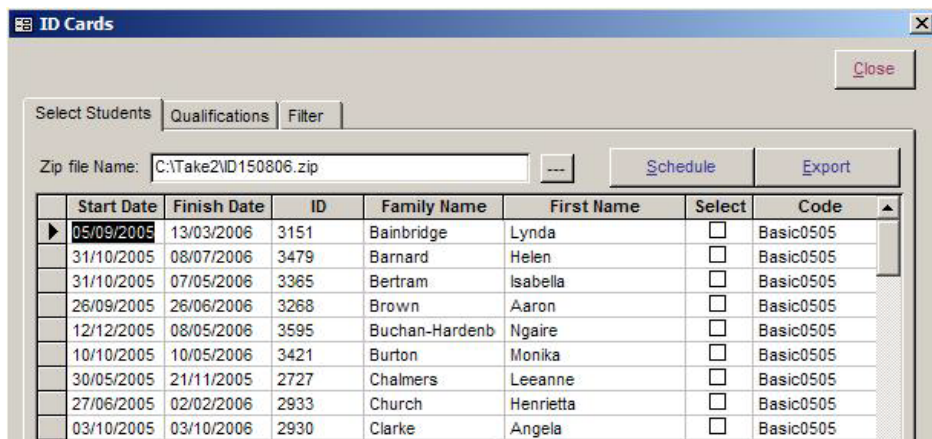 ID Cards
Close
Select Students Qualifications Filter
Zip file Name: C:\Take2\ID150806.zip --- Schedule Export
Start Date Finish Date ID Family Name First Name Select Code
05/09/2005 13/03/2006 3151 Bainbridge Lynda Basic0505
31/10/2005 08/07/2006 3479 Barnard Helen Basic0505
31/10/2005 07/05/2006 3365 Bertram Isabella Basic0505
26/09/2005 26/06/2006 3268 Brown Aaron Basic0505
12/12/2005 08/05/2006 3595 Buchan-Hardenb Ngaire Basic0505
10/10/2005 10/05/2006 3421 Burton Monika Basic0505
30/05/2005 21/11/2005 2727 Chalmers Leeanne Basic0505
27/06/2005 02/02/2006 2933 Church Henrietta Basic0505
03/10/2005 03/10/2006 2930 Clarke Angela Basic0505